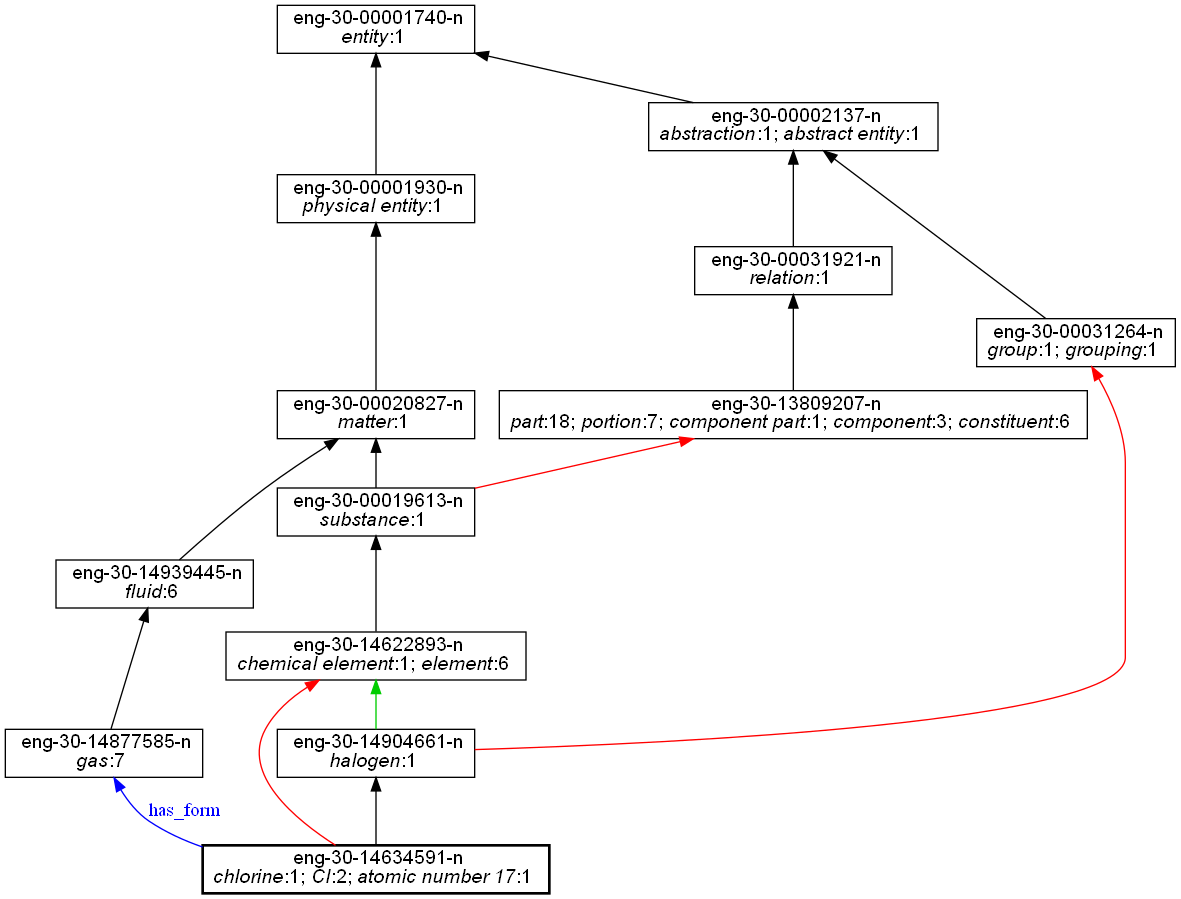 eng-30-00001740-n
entity:1
eng-30-00002137-n
abstraction:1; abstract entity:1
eng-30-00001930-n
physical entity:1
eng-30-00031921-n
relation:1
eng-30-00031264-n
group:1; grouping:1
eng-30-00020827-n
matter:1
eng-30-13809207-n
part:18; portion:7; component part:1; component:3; constituent:6
eng-30-00019613-n
substance:1
eng-30-14939445-n
fluid:6
eng-30-14622893-n
chemical element:1; element:6
eng-30-14877585-n
gas:7
eng-30-14904661-n
halogen:1
has_form
eng-30-14634591-n
chlorine:1; Cl:2; atomic number 17:1